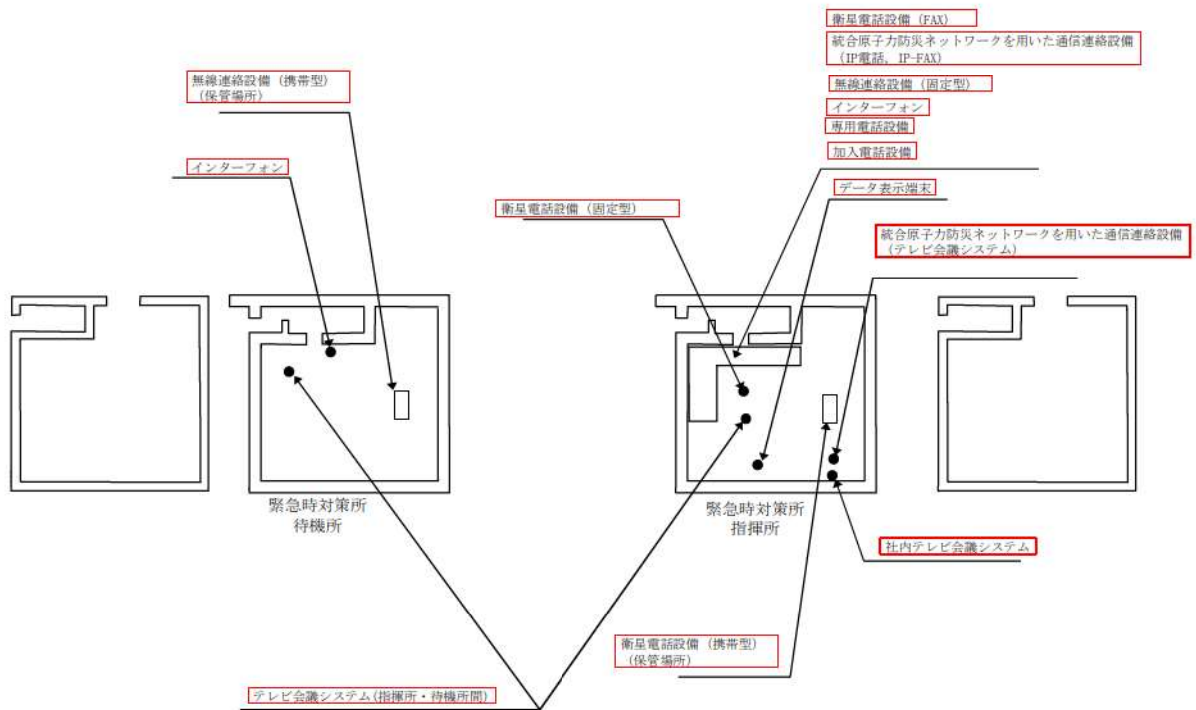 衛星電話設備(FAX)
統合原子力防災ネットワークを用いた通信連絡設備
(IP電話, IP-FAX)
無線連絡設備(固定型)
インターフォン
専用電話設備
加入電話設備
無線連絡設備(携帯型)
(保管場所)
インターフォン
データ表示端末
衛星電話設備(固定型)
統合原子力防災ネットワークを用いた通信連絡設備
(テレビ会議システム)
緊急時対策所
待機所
緊急時対策所
指揮所
社内テレビ会議システム
衛星電話設備(携帯型)
(保管場所)
テレビ会議システム(指揮所・待機所間)